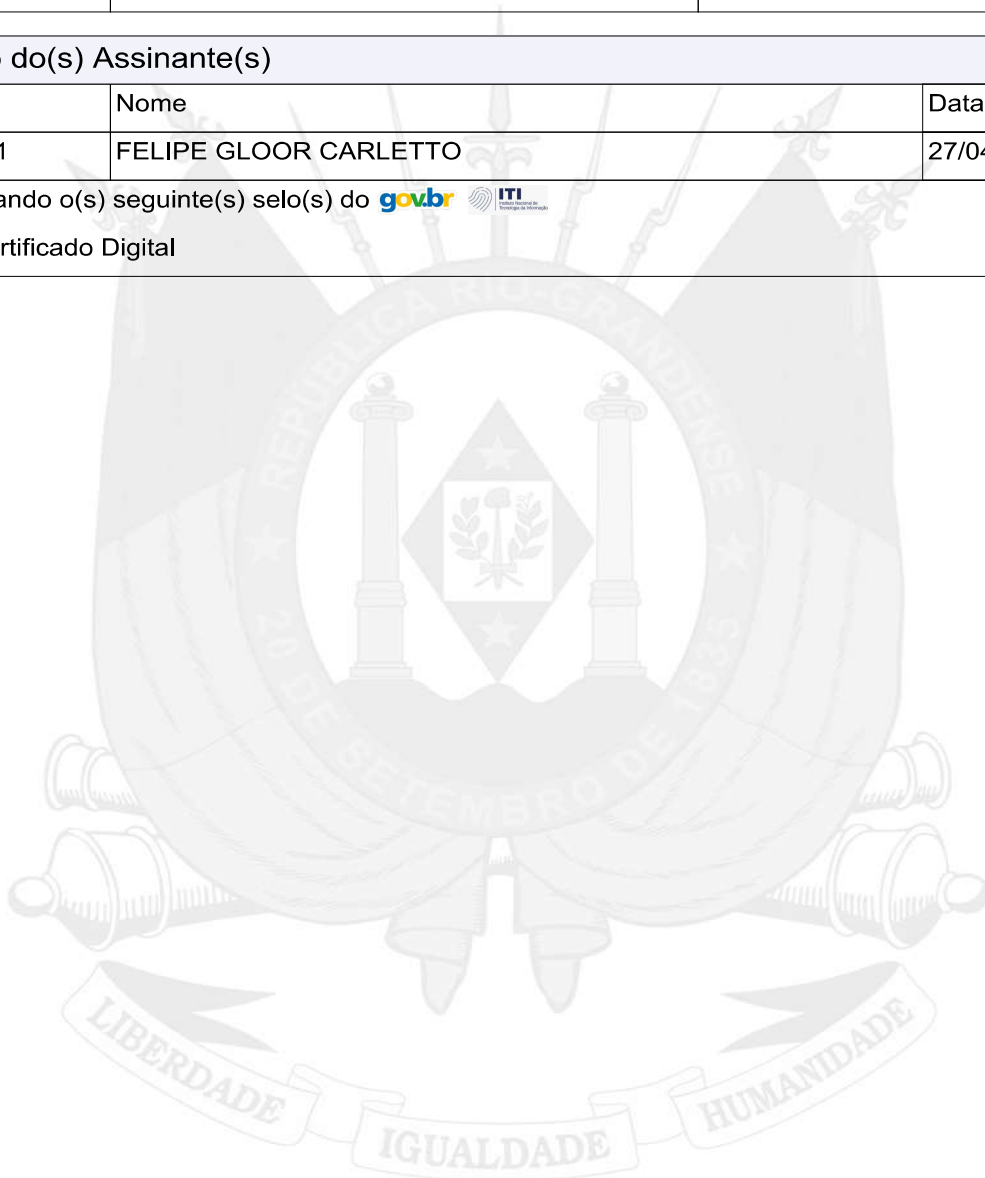 o do(s) Assinante(s)
Nome Data
1 FELIPE GLOOR CARLETTO 27/04
ando o(s) seguinte(s) selo(s) do gov.br ITI
rtificado Digital
REPÚBLICA RIO-GRANDENSE
20 DE SETEMBRO DE 1835
LIBERDADE IGUALDADE HUMANIDADE